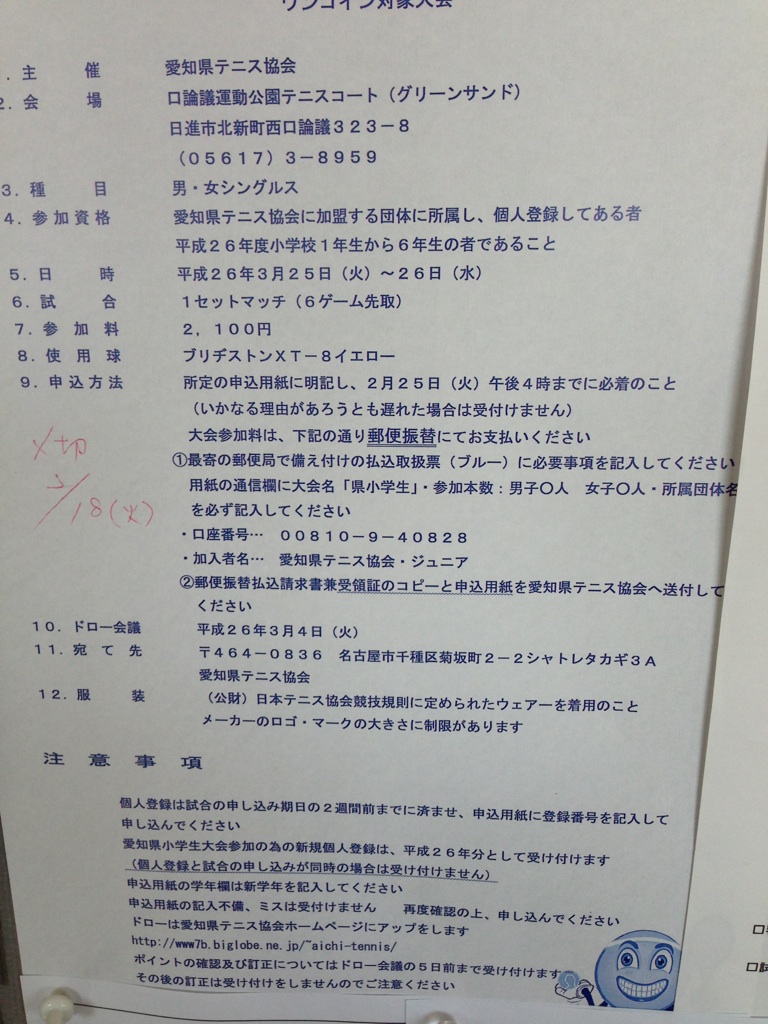 ワンコイン対象大会
1．主　催　愛知県テニス協会
2．会　場　口論議運動公園テニスコート（グリーンサンド）
日進市北新町西口論議３２３－８
（０５６１７）３－８９５９
3．種　目　男・女シングルス
4．参加資格　愛知県テニス協会に加盟する団体に所属し、個人登録してある者
平成２６年度小学校１年生から６年生の者であること
5．日　時　平成２６年３月２５日（火）～２６日（水）
6．試　合　１セットマッチ（６ゲーム先取）
7．参　加　料　２，１００円
8．使　用　球　ブリヂストンＸＴ－８イエロー
9．申込方法　所定の申込用紙に明記し、２月２５日（火）午後４時までに必着のこと
（いかなる理由があろうとも遅れた場合は受付けません）
大会参加料は、下記の通り郵便振替にてお支払いください
①最寄の郵便局で備え付けの払込取扱票（ブルー）に必要事項を記入してください
用紙の通信欄に大会名「県小学生」・参加本数：男子〇人　女子〇人・所属団体名
を必ず記入してください
・口座番号…　００８１０－９－４０８２８
・加入者名…　愛知県テニス協会・ジュニア
②郵便振替払込請求書兼受領証のコピーと申込用紙を愛知県テニス協会へ送付して
ください
〆切
2/18(火)
10．ドロー会議　平成２６年３月４日（火）
11．宛　て　先　〒４６４－０８３６　名古屋市千種区菊坂町２－２シャトレタカギ３Ａ
愛知県テニス協会
12．服　装　（公財）日本テニス協会競技規則に定められたウェアーを着用のこと
メーカーのロゴ・マークの大きさに制限があります
注　意　事　項
個人登録は試合の申し込み期日の２週間前までに済ませ、申込用紙に登録番号を記入して
申し込んでください
愛知県小学生大会参加の為の新規個人登録は、平成２６年分として受け付けます
（個人登録と試合の申し込みが同時の場合は受け付けません）
申込用紙の学年欄は新学年を記入してください
申込用紙の記入不備、ミスは受付けません　再度確認の上、申し込んでください
ドローは愛知県テニス協会ホームページにアップをします
http://www7b.biglobe.ne.jp/~aichi-tennis/
ポイントの確認及び訂正についてはドロー会議の５日前まで受け付けます
その後の訂正は受け付けをしませんのでご注意ください